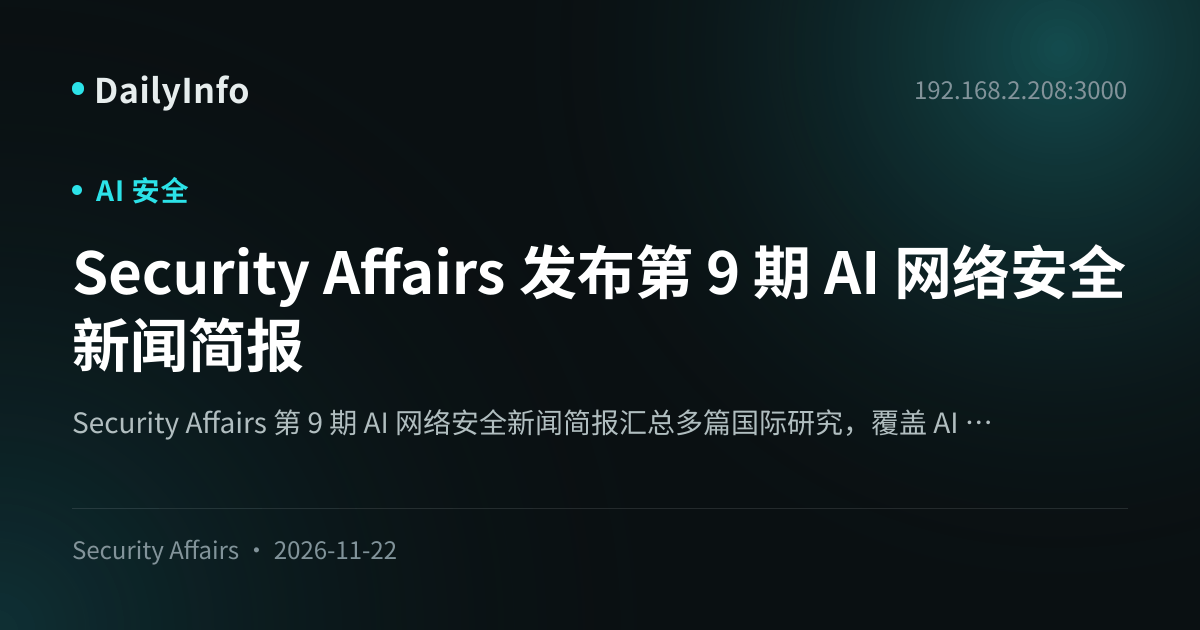 DailyInfo
192.168.2.208:3000
AI 安全
Security Affairs 发布第 9 期 AI 网络安全
新闻简报
Security Affairs 第 9 期 AI 网络安全新闻简报汇总多篇国际研究，覆盖 AI …
Security Affairs · 2026-11-22